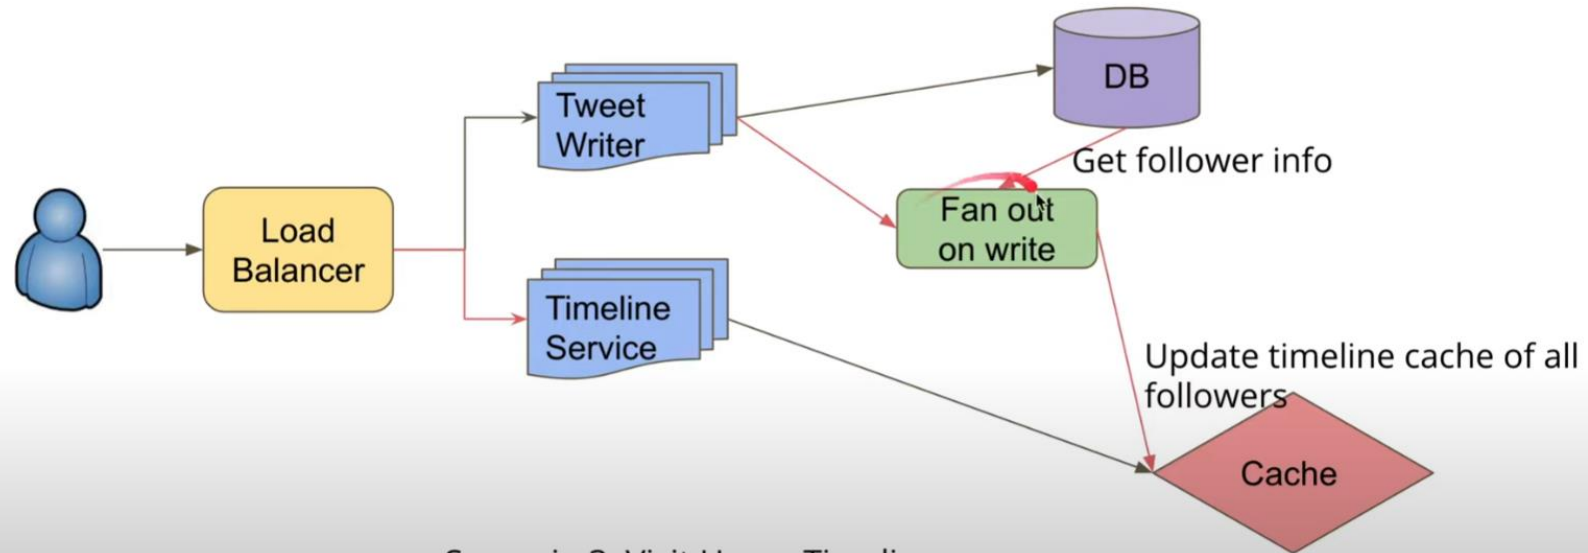 Tweet
Writer
DB
Get follower info
Load
Balancer
Fan out
on write
Timeline
Service
Update timeline cache of all
followers
Cache